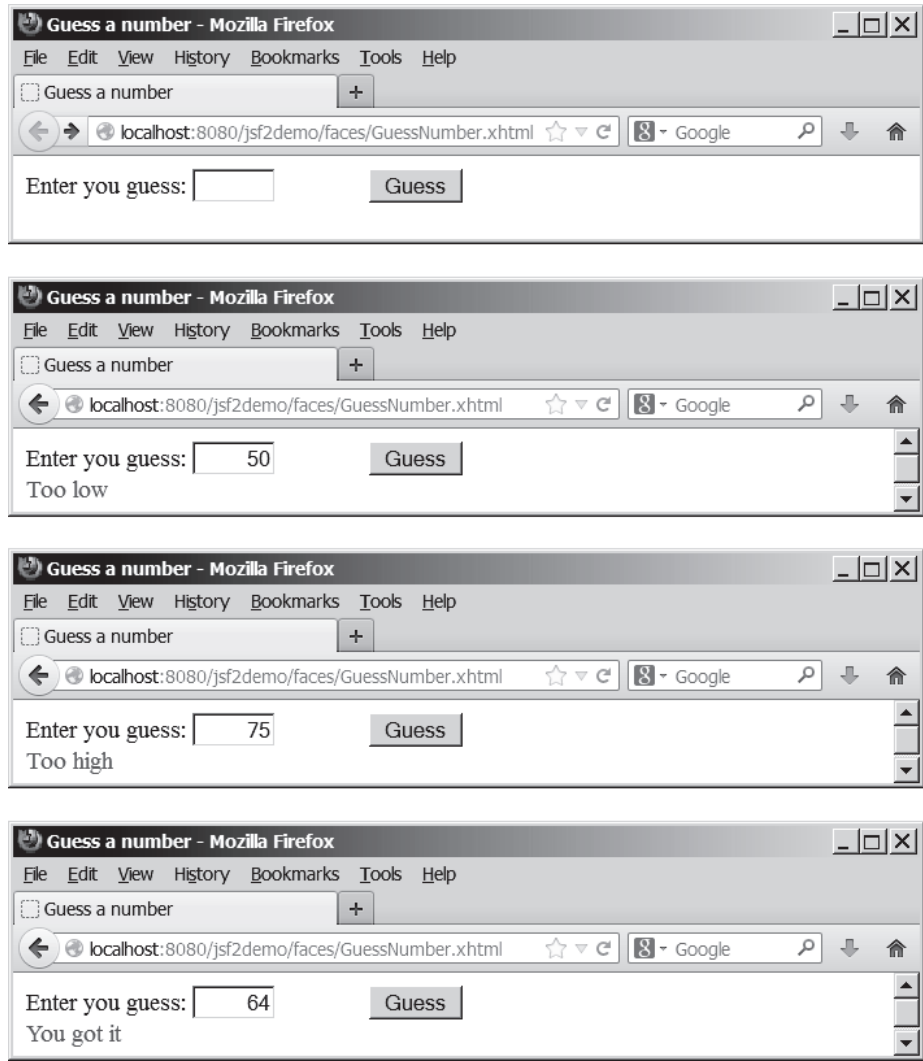 Guess a number - Mozilla Firefox
File Edit View History Bookmarks Tools Help
Guess a number +
localhost:8080/jsf2demo/faces/GuessNumber.xhtml 8 Google
Enter you guess: Guess
Guess a number - Mozilla Firefox
File Edit View History Bookmarks Tools Help
Guess a number +
localhost:8080/jsf2demo/faces/GuessNumber.xhtml 8 Google
Enter you guess: 50 Guess
Too low
Guess a number - Mozilla Firefox
File Edit View History Bookmarks Tools Help
Guess a number +
localhost:8080/jsf2demo/faces/GuessNumber.xhtml 8 Google
Enter you guess: 75 Guess
Too high
Guess a number - Mozilla Firefox
File Edit View History Bookmarks Tools Help
Guess a number +
localhost:8080/jsf2demo/faces/GuessNumber.xhtml 8 Google
Enter you guess: 64 Guess
You got it